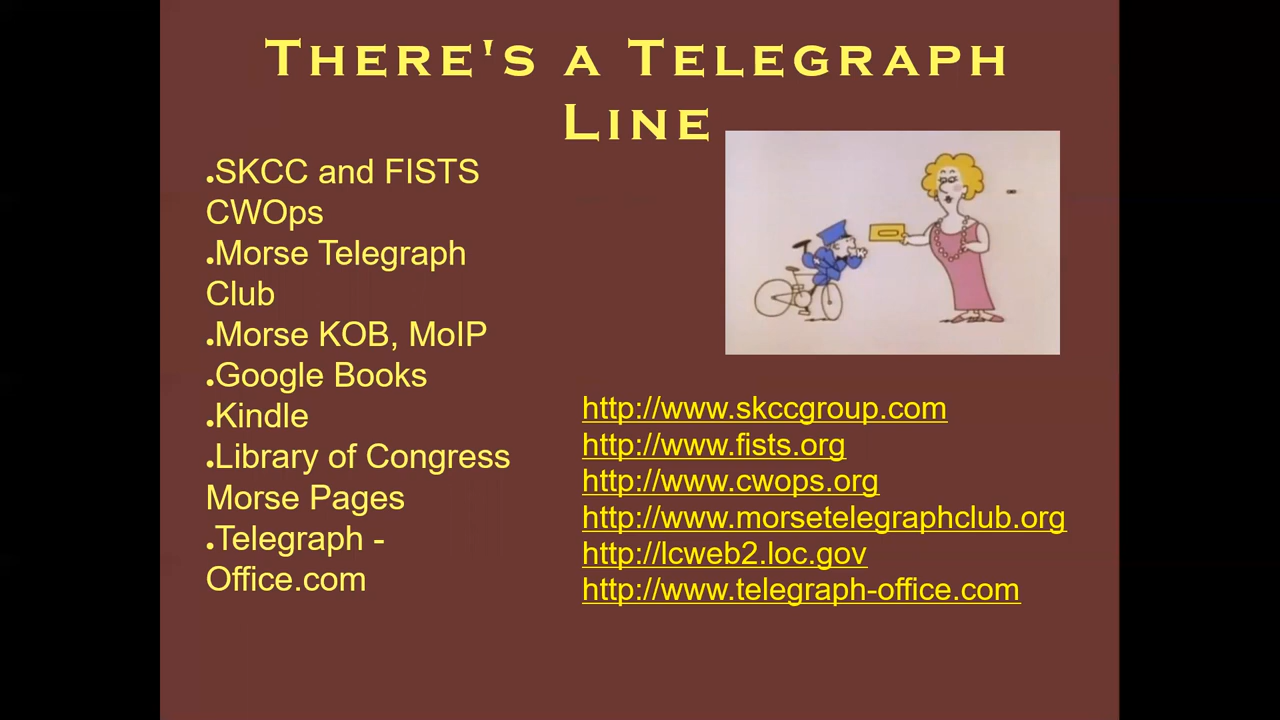 There's a Telegraph
Line
●SKCC and FISTS
CWOps
●Morse Telegraph
Club
●Morse KOB, MoIP
●Google Books
●Kindle
●Library of Congress
Morse Pages
●Telegraph -
Office.com
http://www.skccgroup.com
http://www.fists.org
http://www.cwops.org
http://www.morsetelegraphclub.org
http://lcweb2.loc.gov
http://www.telegraph-office.com